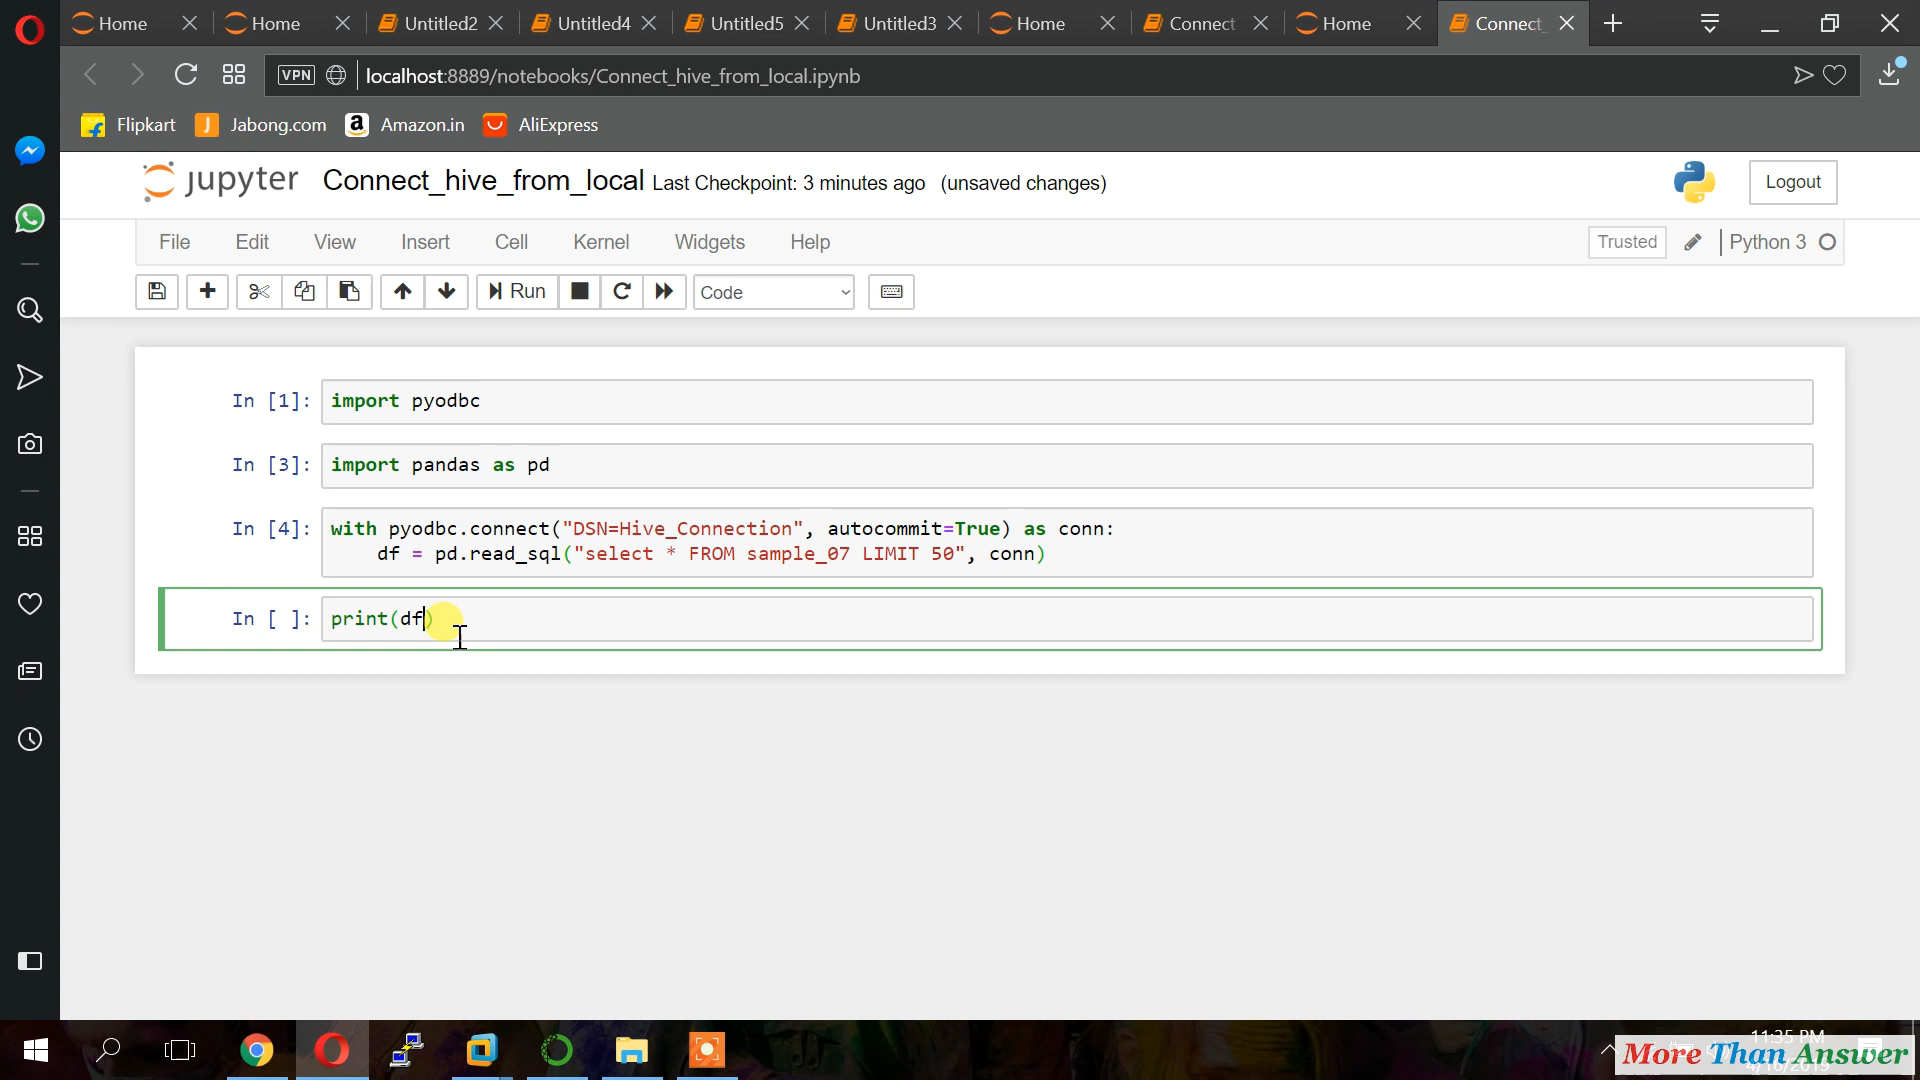 Home
Home
Untitled2
Untitled4
Untitled5
Untitled3
Home
Connect
Home
Connect_
VPN localhost:8889/notebooks/Connect_hive_from_local.ipynb
Flipkart J Jabong.com a Amazon.in AliExpress
jupyter Connect_hive_from_local Last Checkpoint: 3 minutes ago (unsaved changes) Logout
File Edit View Insert Cell Kernel Widgets Help Trusted Python 3
Run Code
In [1]: import pyodbc
In [3]: import pandas as pd
In [4]: with pyodbc.connect("DSN=Hive_Connection", autocommit=True) as conn:
df = pd.read_sql("select * FROM sample_07 LIMIT 50", conn)
In [ ]: print(df)
11:35 PM
More Than Answer